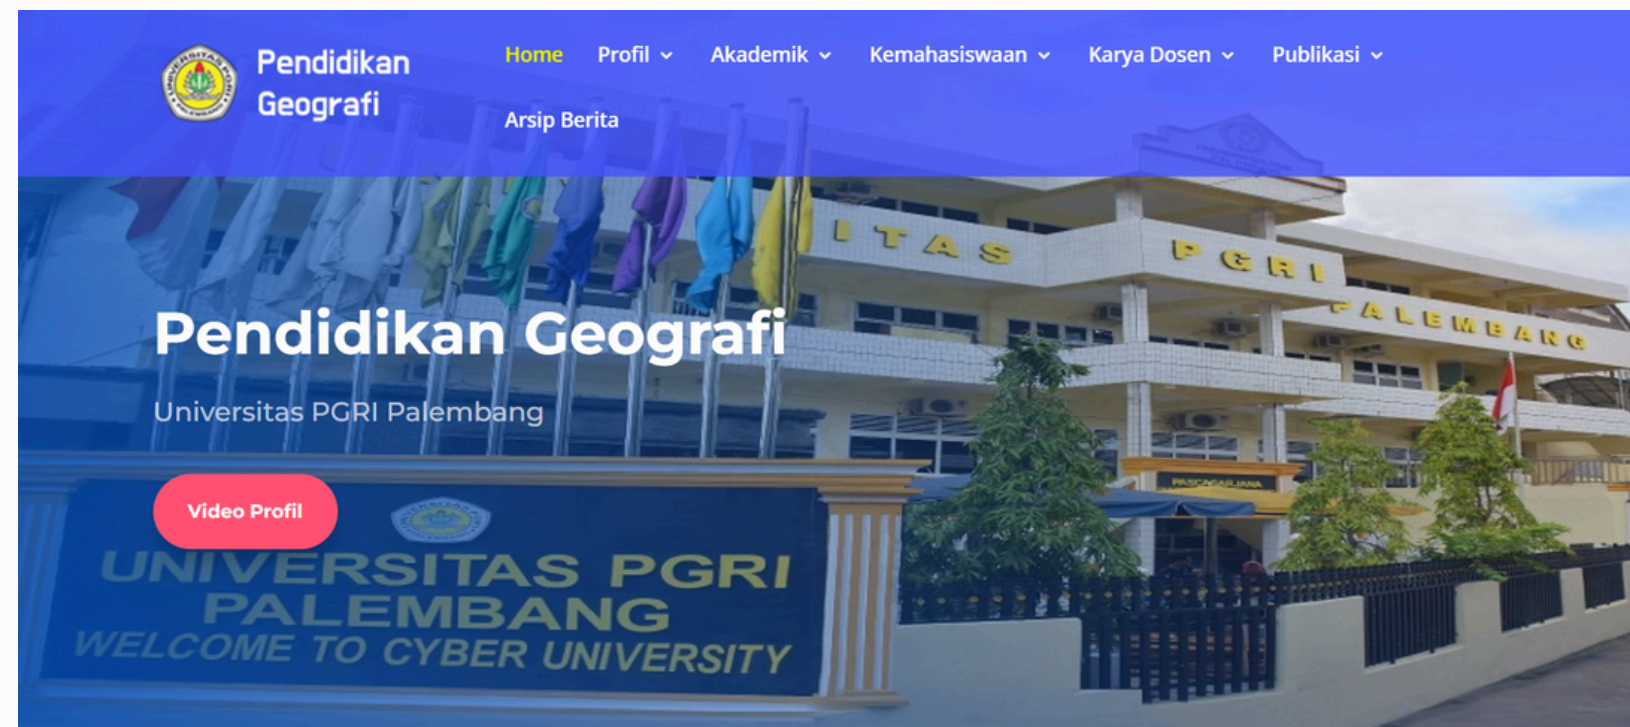 Pendidikan
Geografi
Home Profil Akademik Kemahasiswaan Karya Dosen Publikasi
Arsip Berita
ITAS PGRI
PALEMBANG
Pendidikan Geografi
Universitas PGRI Palembang
PASCASARJANA
Video Profil
UNIVERSITAS PGRI
PALEMBANG
WELCOME TO CYBER UNIVERSITY